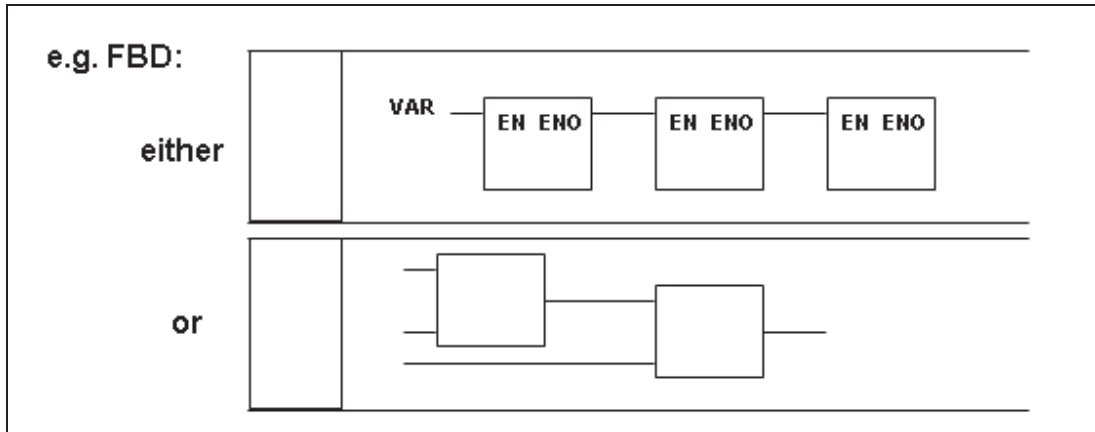 e.g. FBD:
VAR
EN ENO
EN ENO
EN ENO
either
or